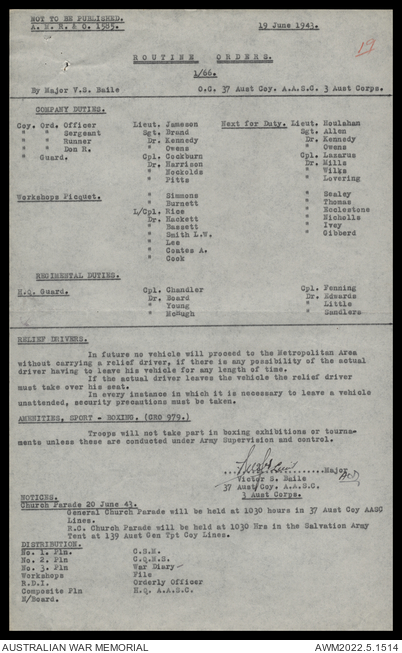 NOT TO BE PUBLISHED.
A. M. R. & O. 1585.
19 June 1943.
19
ROUTINE ORDERS.
1/66.
By Major V.S. Baile O.C. 37 Aust Coy. A.A.S.C. 3 Aust Corps.
COMPANY DUTIES.
Coy. Ord. Officer Lieut. Jameson Next for Duty. Lieut. Houlaham
" " Sergeant Sgt. Brand Sgt. Allen
" " Runner Dr. Kennedy Dr. Kennedy
" " Don R. " Owens " Owens
" Guard. Cpl. Cockburn Cpl. Lazarus
Dr. Harrison Dr. Mills
" Nockolds " Wilks
" Pitts " Lovering
Workshops Picquet. " Simmons " Sealey
" Burnett " Thomas
L/Cpl. Rice " Ecclestone
Dr. Hackett " Nicholls
" Bassett " Ivey
" Smith L.W. " Gibberd
" Lee
" Coates A.
" Cook
REGIMENTAL DUTIES.
H.Q. Guard. Cpl. Chandler Cpl. Fenning
Dr. Board Dr. Edwards
" Young " Little
" McHugh " Sandlers
RELIEF DRIVERS.
In future no vehicle will proceed to the Metropolitan Area
without carrying a relief driver, if there is any possibility of the actual
driver having to leave his vehicle for any length of time.
If the actual driver leaves the vehicle the relief driver
must take over his seat.
In every instance in which it is necessary to leave a vehicle
unattended, security precautions must be taken.
AMENITIES, SPORT - BOXING. (GRO 979.)
Troops will not take part in boxing exhibitions or tourna-
ments unless these are conducted under Army Supervision and control.
Major
Victor S. Baile
37 Aust Coy. A.A.S.C.
3 Aust Corps.
NOTICES.
Church Parade 20 June 43.
General Church Parade will be held at 1030 hours in 37 Aust Coy AASC
Lines.
R.C. Church Parade will be held at 1030 Hrs in the Salvation Army
Tent at 139 Aust Gen Tpt Coy Lines.
DISTRIBUTION.
No. 1. Pln. C.S.M.
No. 2. Pln C.Q.M.S.
No. 3. Pln War Diary
Workshops File
R.D.I. Orderly Officer
Composite Pln H.Q. A.A.S.C.
N/Board.
AUSTRALIAN WAR MEMORIAL AWM2022.5.1514